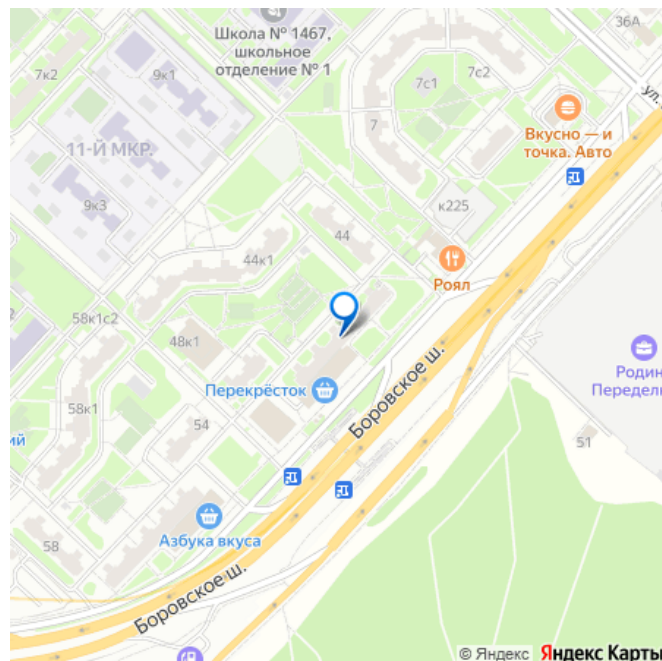 36А
Школа № 1467,
школьное
отделение № 1
7к2
9к1
7с1
7с2
ул.
Вкусно — и
точка. Авто
7
11-Й МКР.
9к3
к225
44
44к1
Роял
58к1с2
48к1
Родин
Передель
Перекрёсток
Боровское ш.
58к1
54
ий
51
Азбука вкуса
58
Боровское ш.
© Яндекс Яндекс Карты